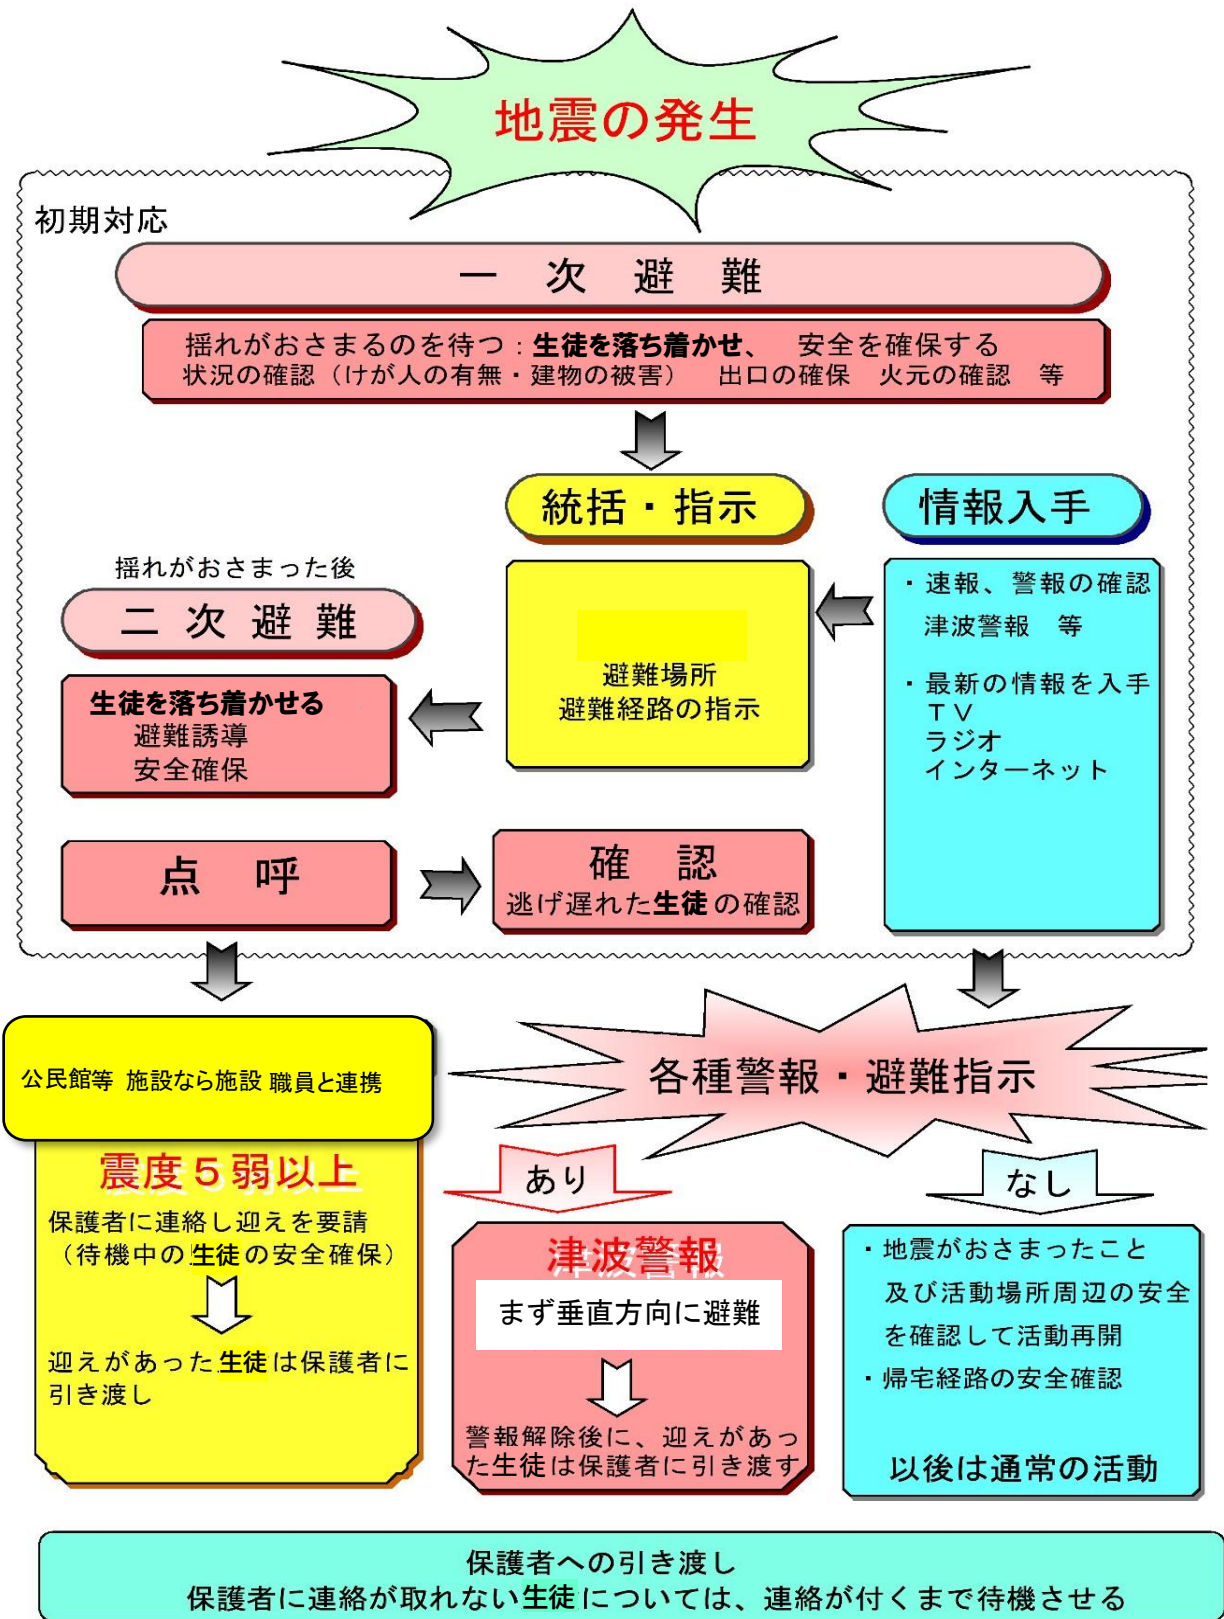 地震の発生
初期対応
一 次 避 難
揺れがおさまるのを待つ：生徒を落ち着かせ、 安全を確保する
状況の確認（けが人の有無・建物の被害） 出口の確保 火元の確認 等
統括・指示
情報入手
避難場所
避難経路の指示
・速報、警報の確認
津波警報 等
・最新の情報を入手
ＴＶ
ラジオ
インターネット
揺れがおさまった後
二 次 避 難
生徒を落ち着かせる
避難誘導
安全確保
点 呼
確 認
逃げ遅れた生徒の確認
公民館等 施設なら施設 職員と連携
震度５弱以上
保護者に連絡し迎えを要請
（待機中の生徒の安全確保）
迎えがあった生徒は保護者に
引き渡し
各種警報・避難指示
あり
なし
津波警報
まず垂直方向に避難
警報解除後に、迎えがあっ
た生徒は保護者に引き渡す
・地震がおさまったこと
及び活動場所周辺の安全
を確認して活動再開
・帰宅経路の安全確認
以後は通常の活動
保護者への引き渡し
保護者に連絡が取れない生徒については、連絡が付くまで待機させる